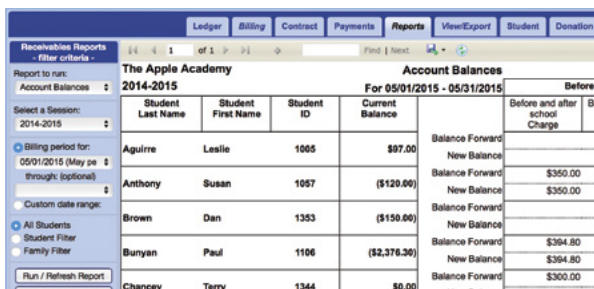 Ledger Billing Contract Payments Reports View/Export Student Donation
Receivables Reports
- filter criteria -
Report to run:
Account Balances
Select a Session:
2014-2015
Billing period for:
05/01/2015 (May pe
through: (optional)
Custom date range:
All Students
Student Filter
Family Filter
Run / Refresh Report
1 of 1 Find | Next
The Apple Academy Account Balances
2014-2015 For 05/01/2015 - 05/31/2015 Before
Student Last Name Student First Name Student ID Current Balance Before and after school Charge B
Aguirre Leslie 1005 $97.00 Balance Forward
New Balance
Anthony Susan 1057 ($120.00) Balance Forward $350.00
New Balance $350.00
Brown Dan 1353 ($150.00) Balance Forward
New Balance
Bunyan Paul 1106 ($2,376.30) Balance Forward $394.80
New Balance $394.80
Chancey Terry 1344 $0.00 Balance Forward $300.00